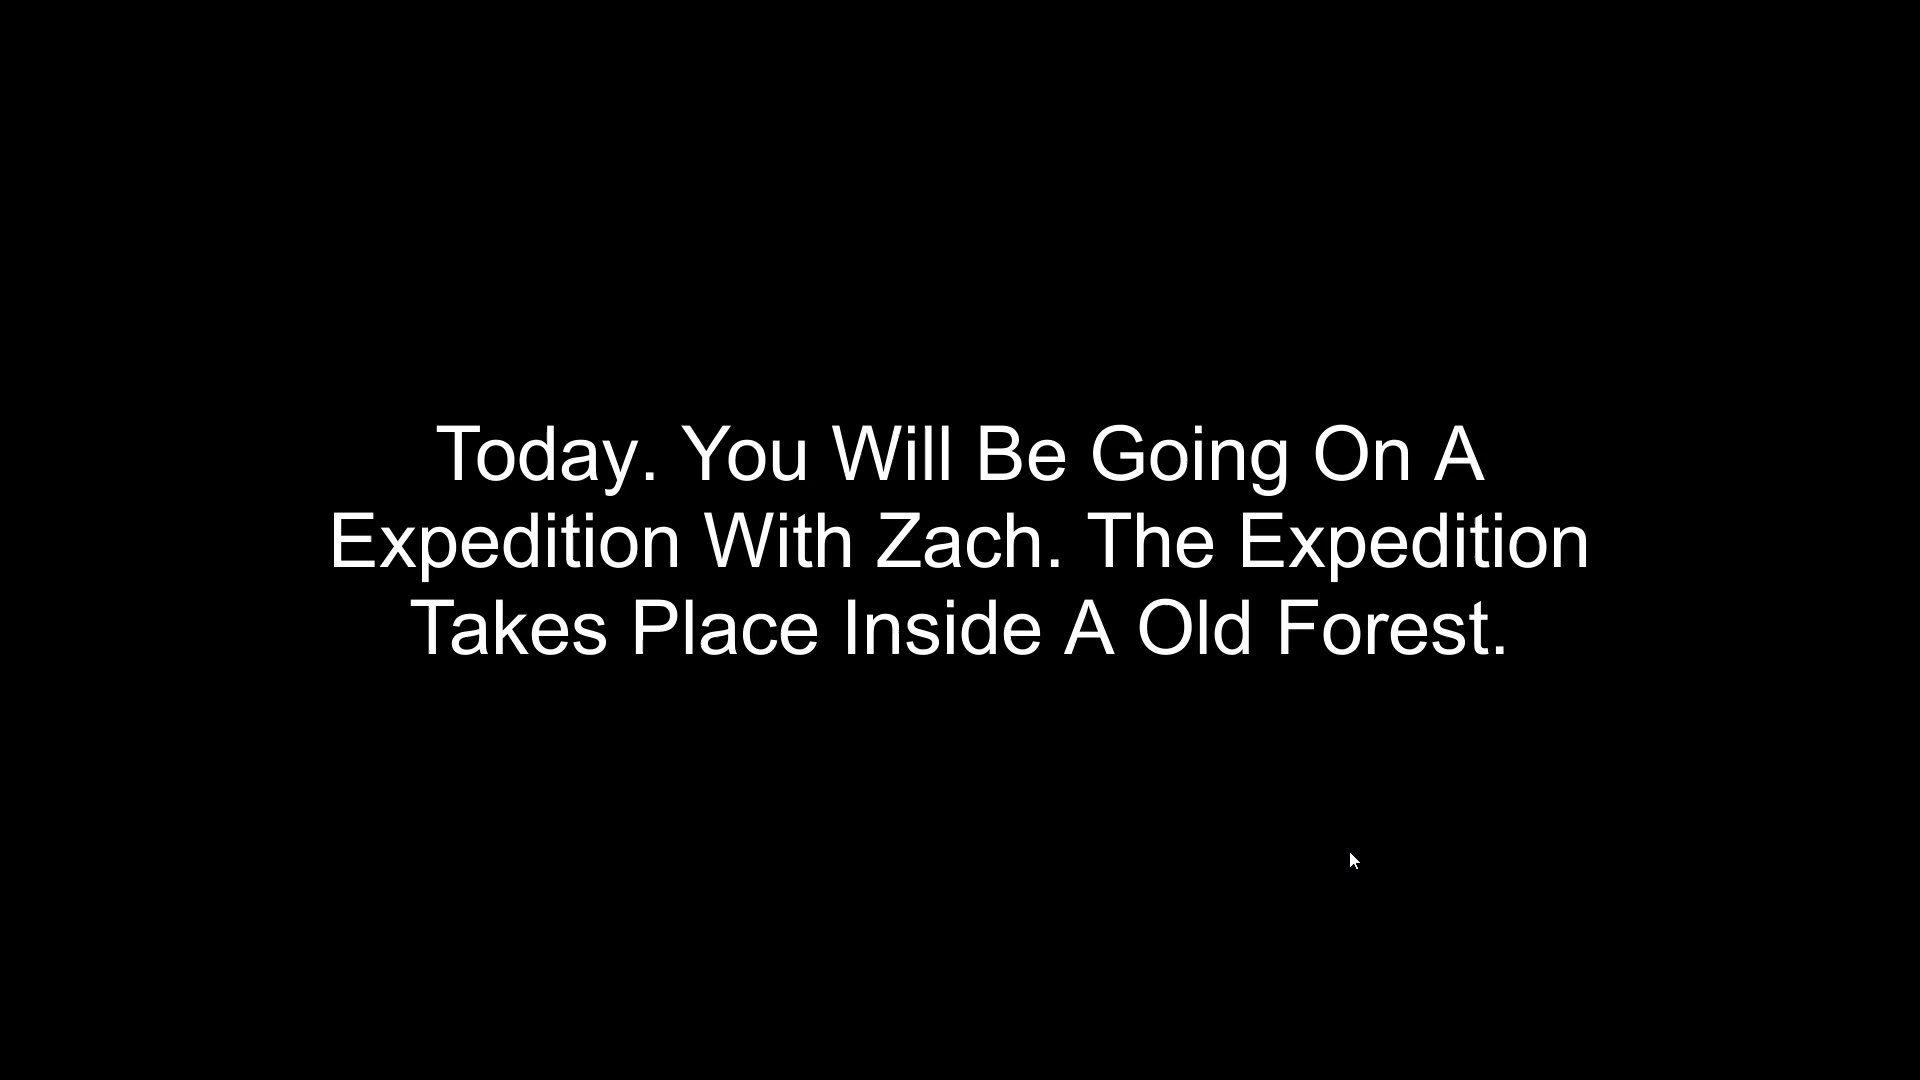 Today. You Will Be Going On A
Expedition With Zach. The Expedition
Takes Place Inside A Old Forest.